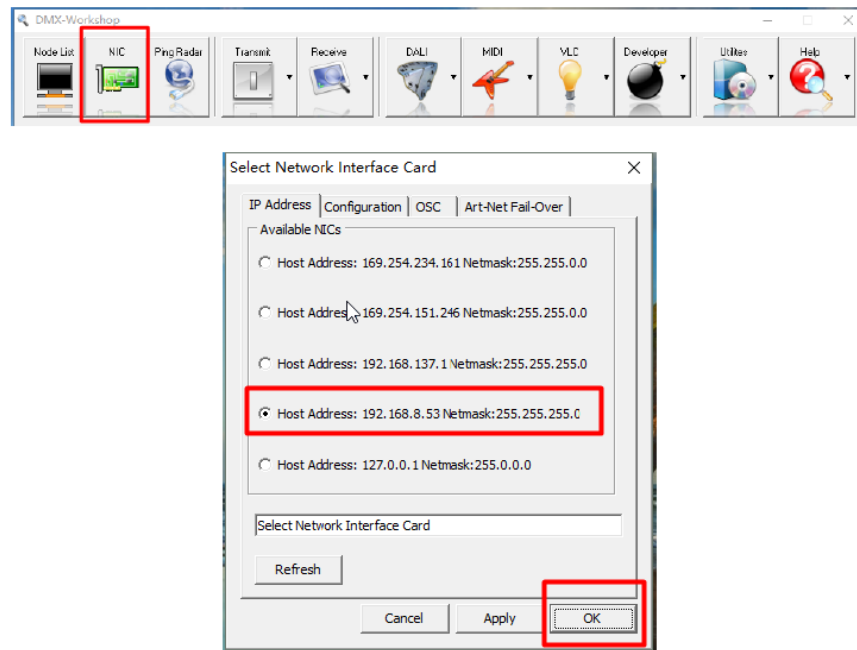 DMX-Workshop
Node List NIC Ping Radar Transmit Receive DALI MIDI VLC Developer Utilities Help
Select Network Interface Card
IP Address Configuration OSC Art-Net Fail-Over
Available NICs
Host Address: 169.254.234.161 Netmask:255.255.0.0
Host Address: 169.254.151.246 Netmask:255.255.0.0
Host Address: 192.168.137.1 Netmask:255.255.255.0
Host Address: 192.168.8.53 Netmask:255.255.255.0
Host Address: 127.0.0.1 Netmask:255.0.0.0
Select Network Interface Card
Refresh
Cancel Apply OK